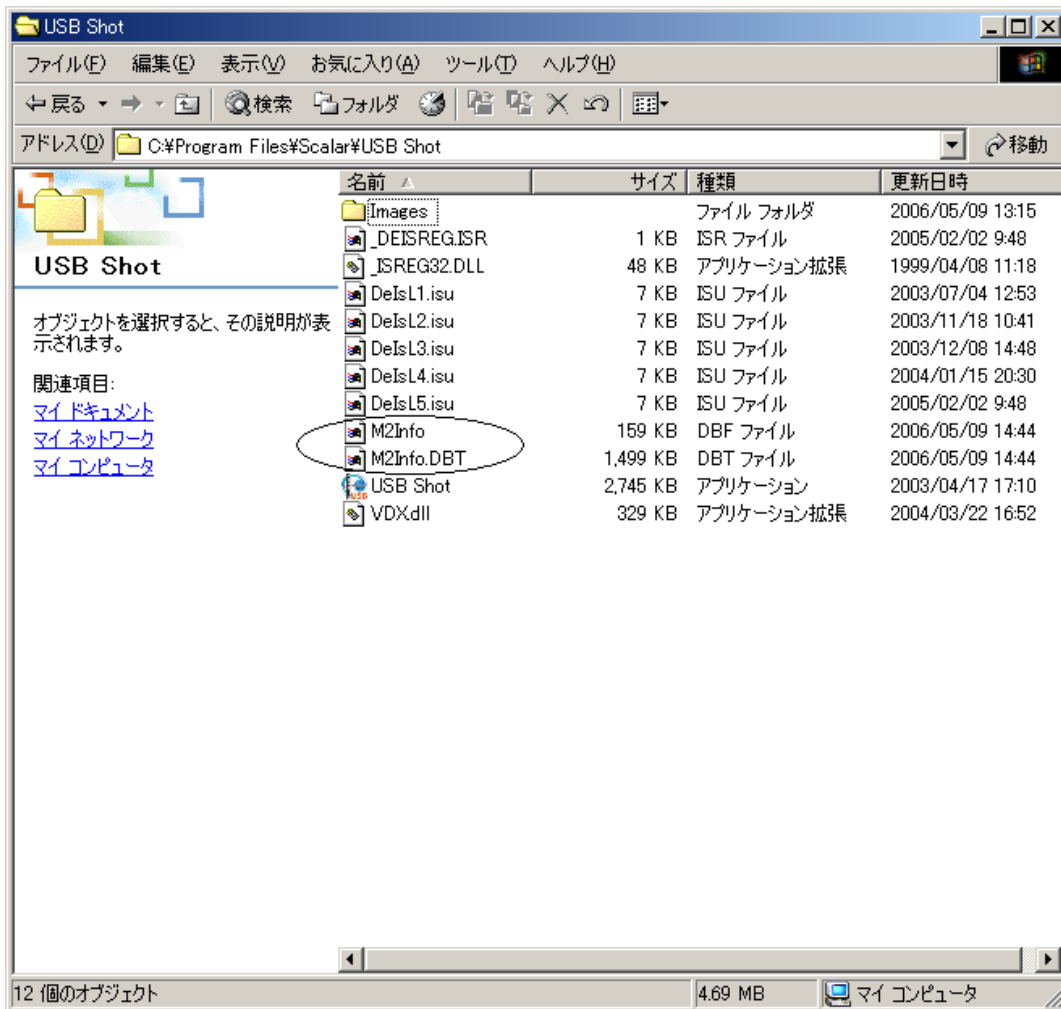 USB Shot
ファイル(F) 編集(E) 表示(V) お気に入り(A) ツール(T) ヘルプ(H)
戻る 検索 フォルダ
アドレス(D) C:¥Program Files¥Scalar¥USB Shot 移動
名前 サイズ 種類 更新日時
Images ファイル フォルダ 2006/05/09 13:15
_DEISREG.ISR 1 KB ISR ファイル 2005/02/02 9:48
_ISREG32.DLL 48 KB アプリケーション拡張 1999/04/08 11:18
DeIsL1.isu 7 KB ISU ファイル 2003/07/04 12:53
DeIsL2.isu 7 KB ISU ファイル 2003/11/18 10:41
DeIsL3.isu 7 KB ISU ファイル 2003/12/08 14:48
DeIsL4.isu 7 KB ISU ファイル 2004/01/15 20:30
DeIsL5.isu 7 KB ISU ファイル 2005/02/02 9:48
M2Info 159 KB DBF ファイル 2006/05/09 14:44
M2Info.DBT 1,499 KB DBT ファイル 2006/05/09 14:44
USB Shot 2,745 KB アプリケーション 2003/04/17 17:10
VDX.dll 329 KB アプリケーション拡張 2004/03/22 16:52
USB Shot
オブジェクトを選択すると、その説明が表
示されます。
関連項目:
マイ ドキュメント
マイ ネットワーク
マイ コンピュータ
12 個のオブジェクト 4.69 MB マイ コンピュータ